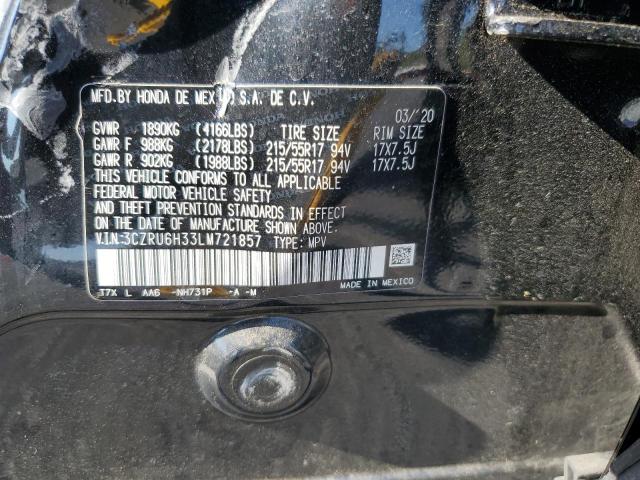 MFD.BY HONDA DE MEXICO S.A. DE C.V.
03/'20
GVWR 1890KG (4166LBS) TIRE SIZE RIM SIZE
GAWR F 988KG (2178LBS) 215/55R17 94V 17X7.5J
GAWR R 902KG (1988LBS) 215/55R17 94V 17X7.5J
THIS VEHICLE CONFORMS TO ALL APPLICABLE
FEDERAL MOTOR VEHICLE SAFETY
AND THEFT PREVENTION STANDARDS IN EFFECT
ON THE DATE OF MANUFACTURE SHOWN ABOVE.
V.I.N:3CZRU6H33LM721857 TYPE: MPV
T7X L AA6 -NH731P -A -M MADE IN MEXICO